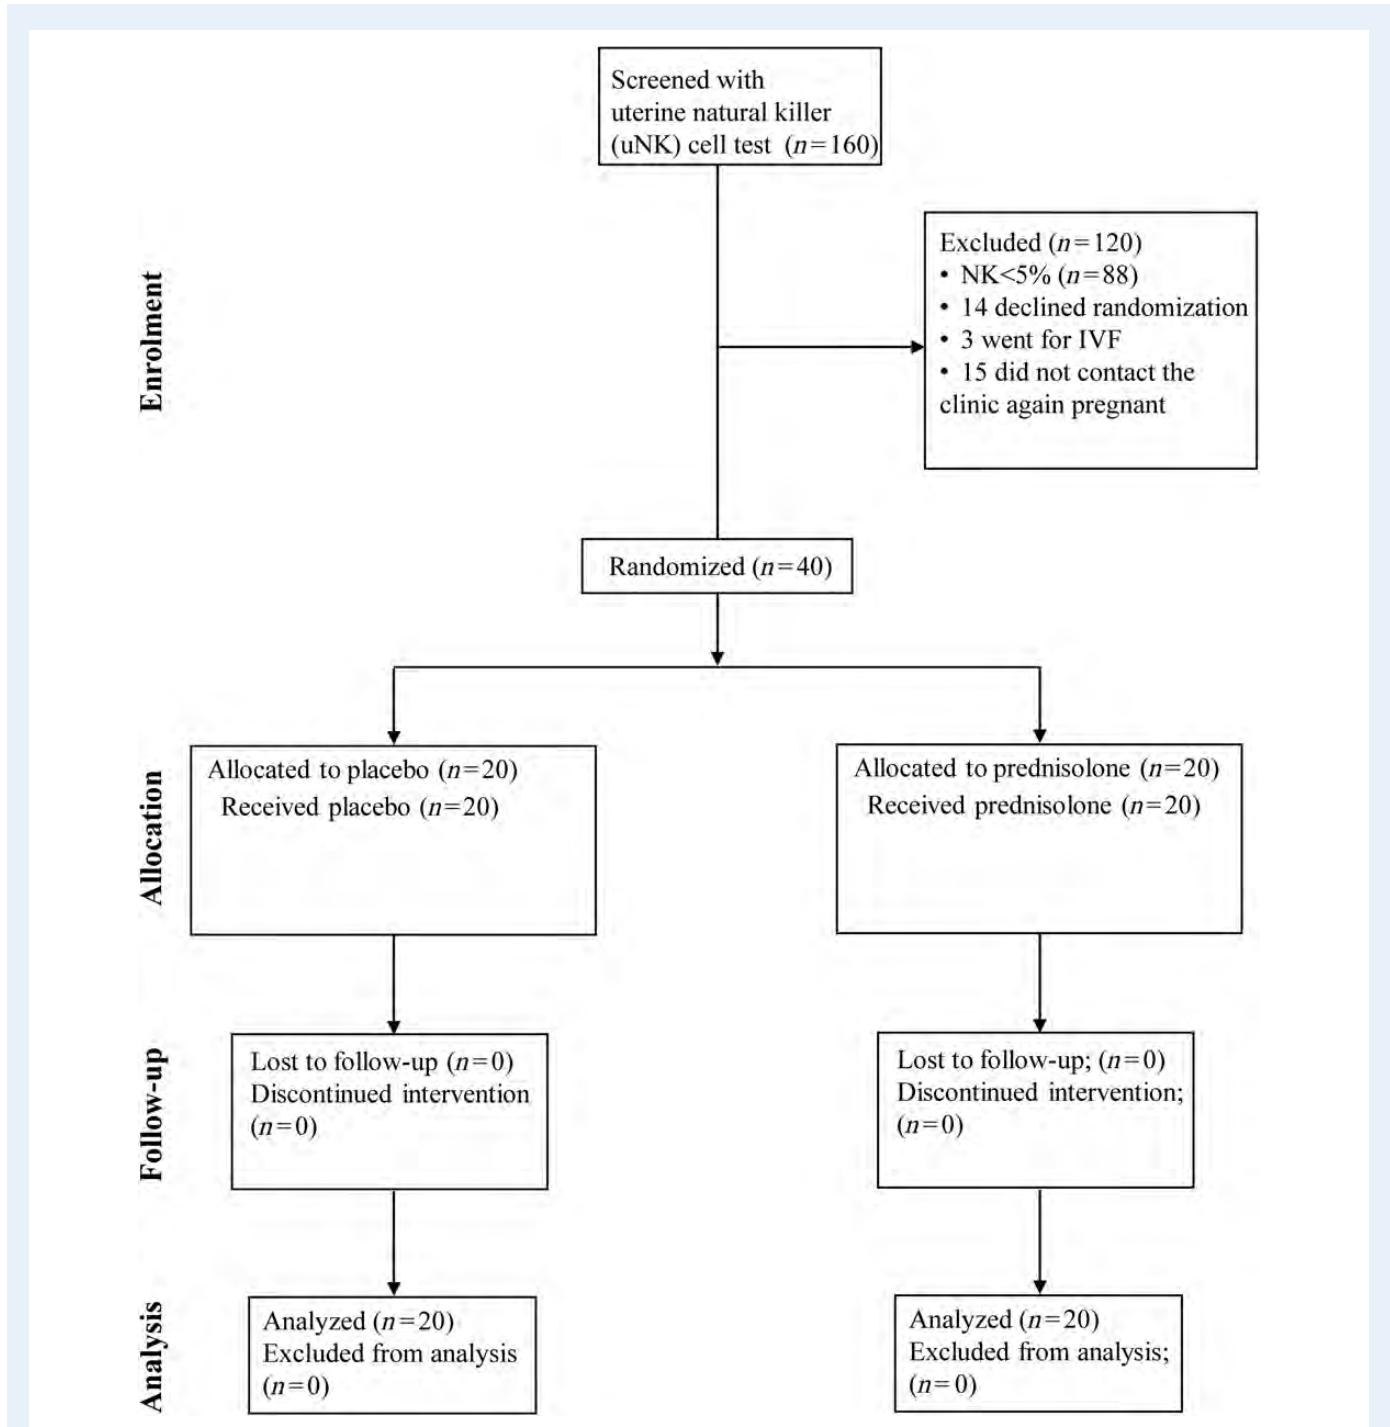 Screened with
uterine natural killer
(uNK) cell test (n=160)
Enrolment
Excluded (n=120)
• NK<5% (n=88)
• 14 declined randomization
• 3 went for IVF
• 15 did not contact the
clinic again pregnant
Randomized (n=40)
Allocation
Allocated to placebo (n=20)
Received placebo (n=20)
Allocated to prednisolone (n=20)
Received prednisolone (n=20)
Follow-up
Lost to follow-up (n=0)
Discontinued intervention
(n=0)
Lost to follow-up; (n=0)
Discontinued intervention;
(n=0)
Analysis
Analyzed (n=20)
Excluded from analysis
(n=0)
Analyzed (n=20)
Excluded from analysis;
(n=0)